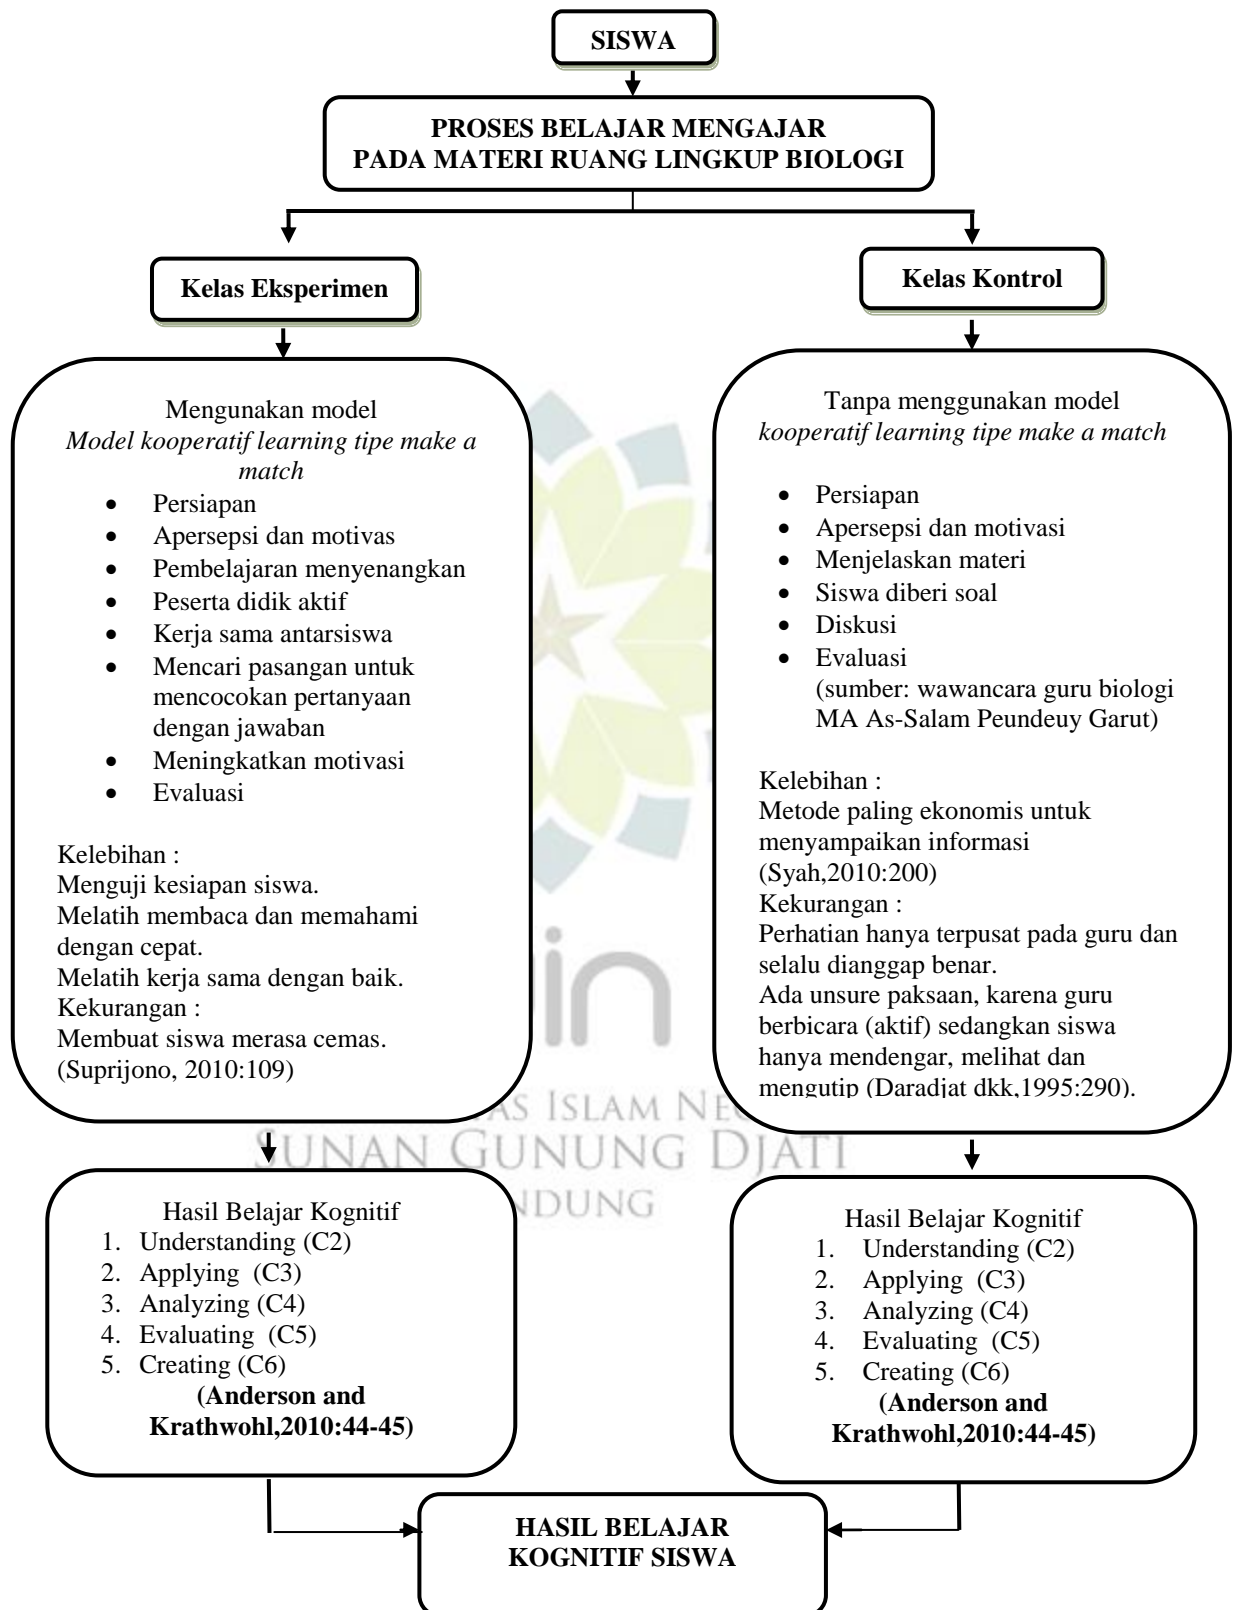 SISWA
PROSES BELAJAR MENGAJAR
PADA MATERI RUANG LINGKUP BIOLOGI
Kelas Eksperimen
Kelas Kontrol
Mengunakan model
Model kooperatif learning tipe make a
match
• Persiapan
• Apersepsi dan motivas
• Pembelajaran menyenangkan
• Peserta didik aktif
• Kerja sama antarsiswa
• Mencari pasangan untuk
mencocokan pertanyaan
dengan jawaban
• Meningkatkan motivasi
• Evaluasi
Kelebihan :
Menguji kesiapan siswa.
Melatih membaca dan memahami
dengan cepat.
Melatih kerja sama dengan baik.
Kekurangan :
Membuat siswa merasa cemas.
(Suprijono, 2010:109)
Tanpa menggunakan model
kooperatif learning tipe make a match
• Persiapan
• Apersepsi dan motivasi
• Menjelaskan materi
• Siswa diberi soal
• Diskusi
• Evaluasi
(sumber: wawancara guru biologi
MA As-Salam Peundeuy Garut)
Kelebihan :
Metode paling ekonomis untuk
menyampaikan informasi
(Syah,2010:200)
Kekurangan :
Perhatian hanya terpusat pada guru dan
selalu dianggap benar.
Ada unsure paksaan, karena guru
berbicara (aktif) sedangkan siswa
hanya mendengar, melihat dan
mengutip (Daradjat dkk,1995:290).
ISLAM
SUNAN GUNUNG DJATI
Hasil Belajar Kognitif
1. Understanding (C2)
2. Applying (C3)
3. Analyzing (C4)
4. Evaluating (C5)
5. Creating (C6)
(Anderson and
Krathwohl,2010:44-45)
Hasil Belajar Kognitif
1. Understanding (C2)
2. Applying (C3)
3. Analyzing (C4)
4. Evaluating (C5)
5. Creating (C6)
(Anderson and
Krathwohl,2010:44-45)
HASIL BELAJAR
KOGNITIF SISWA